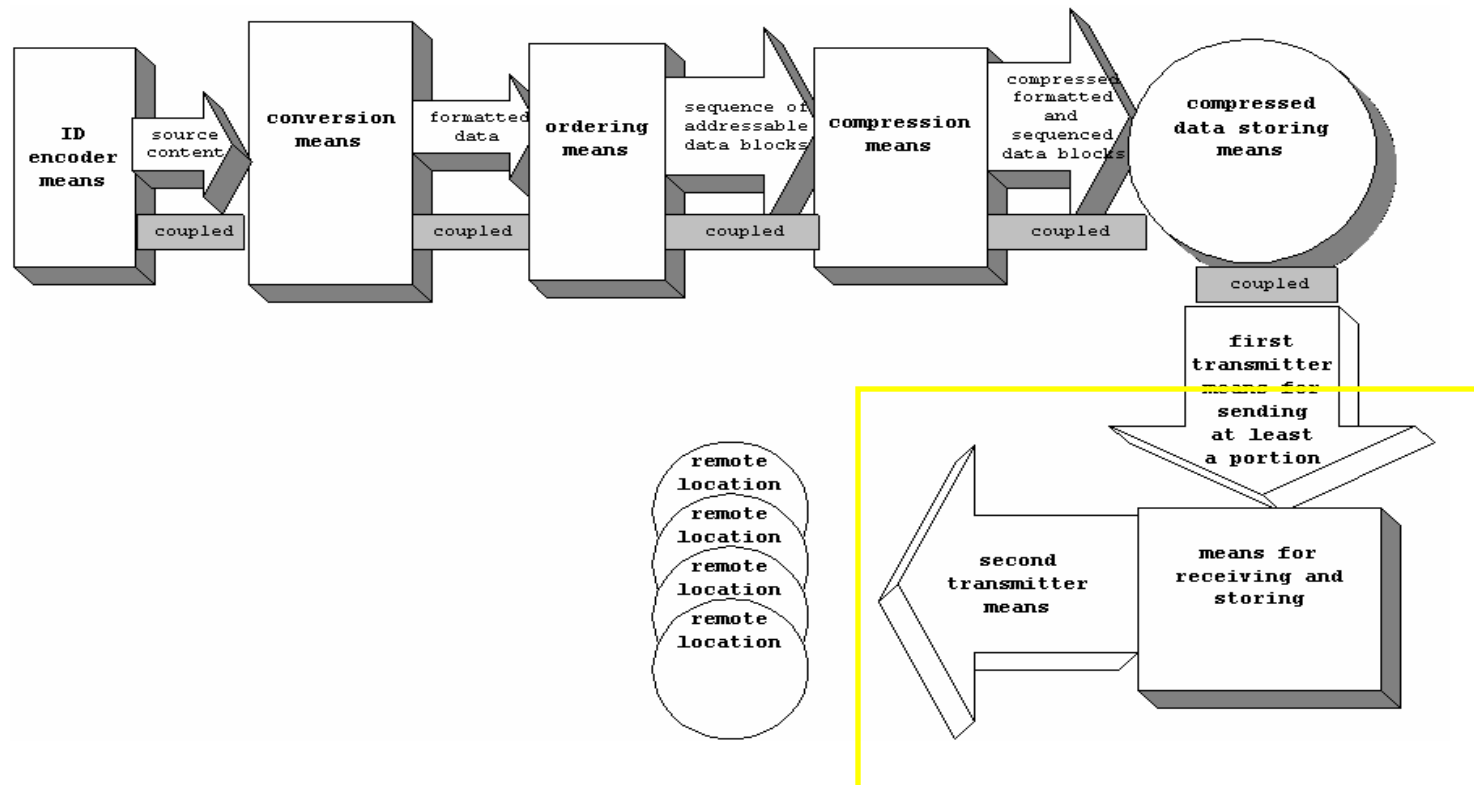 ID
encoder
means
source
content
coupled
conversion
means
formatted
data
coupled
ordering
means
sequence of
addressable
data blocks
coupled
compression
means
compressed
formatted
and
sequenced
data blocks
coupled
compressed
data storing
means
coupled
first
transmitter
means for
sending
at least
a portion
means for
receiving and
storing
second
transmitter
means
remote
location
remote
location
remote
location
remote
location